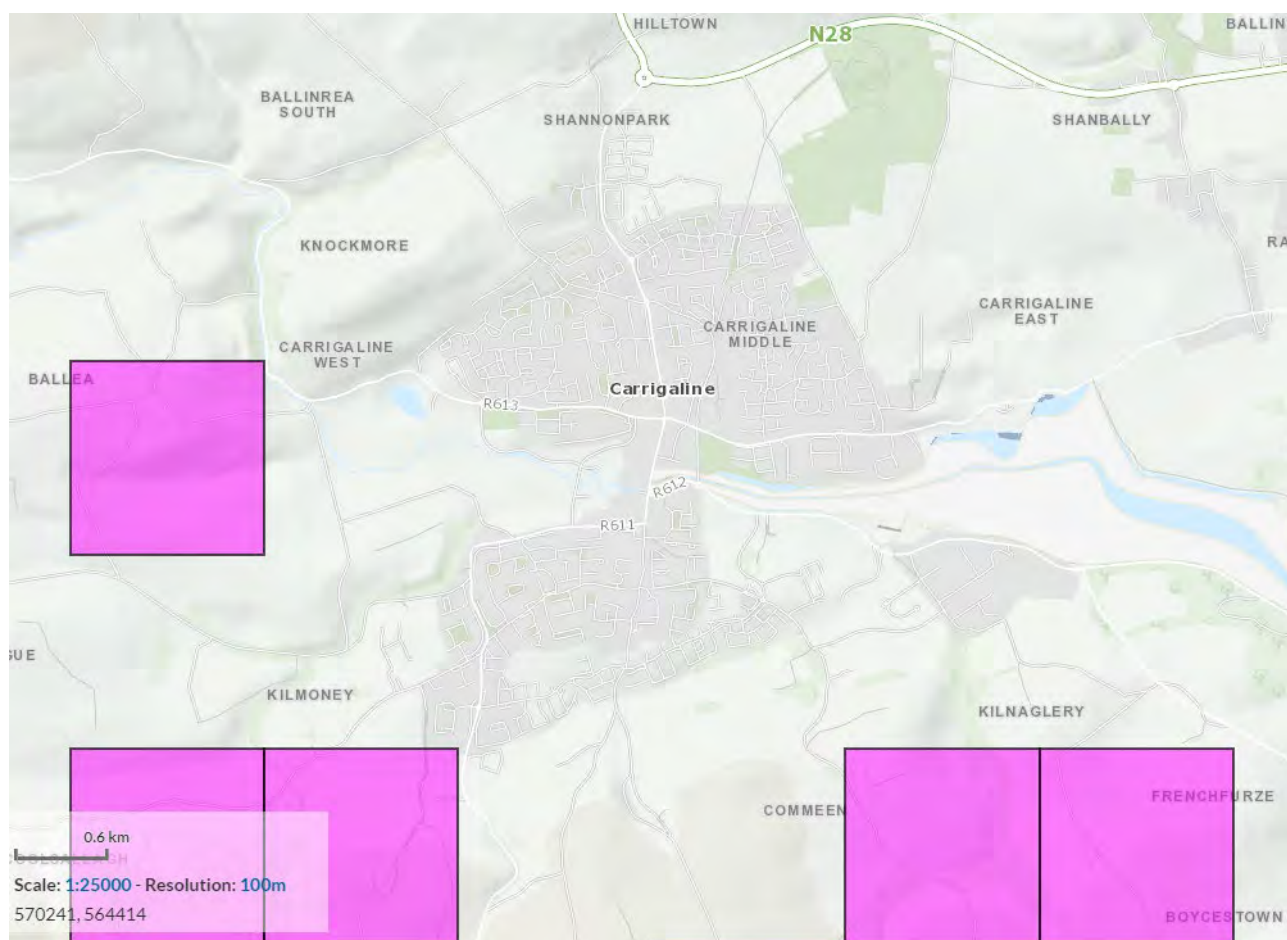 HILLTOWN
N28
BALLIN
BALLINREA
SOUTH
SHANNONPARK
SHANBALLY
KNOCKMORE
RA
CARRIGALINE
EAST
CARRIGALINE
MIDDLE
CARRIGALINE
WEST
BALLEA
Carrigaline
R613
R612
R611
GUE
KILMONEY
KILNAGLERY
FRENCHFURZE
COMMEEN
0.6 km
Scale: 1:25000 - Resolution: 100m
570241, 564414
BOYCESTOWN